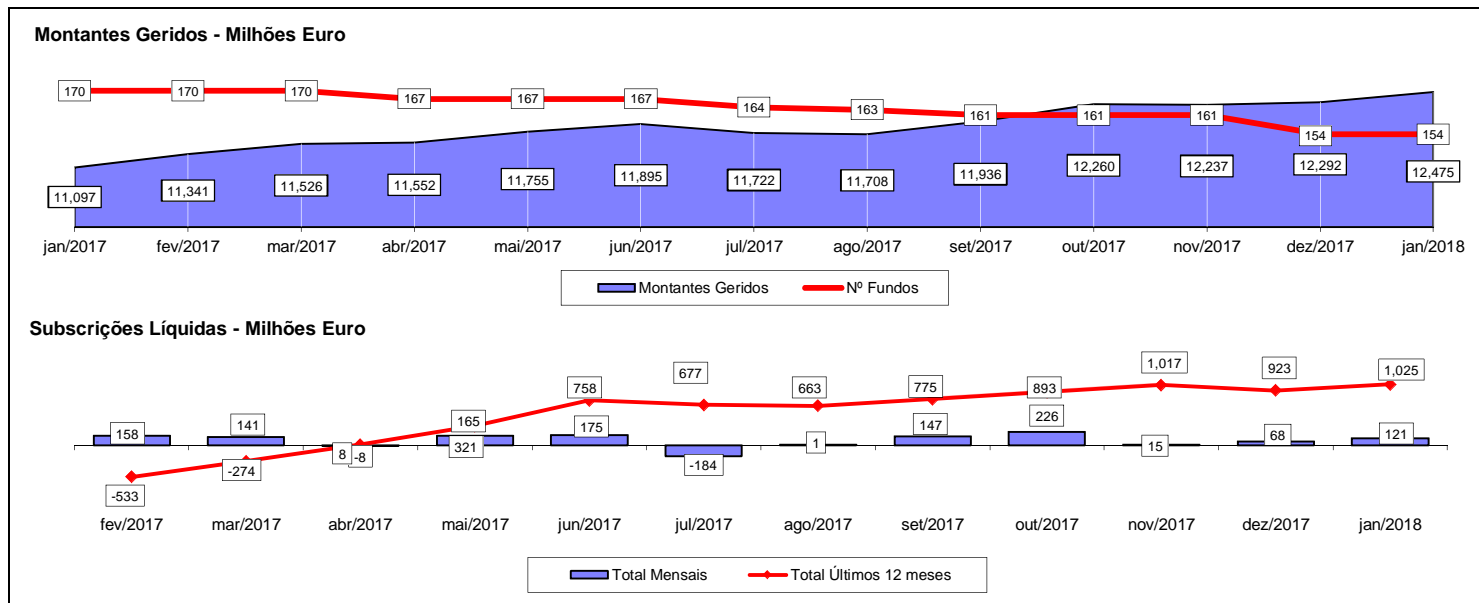 Montantes Geridos - Milhões Euro
170 170 170 167 167 167 164 163 161 161 161 154 154
11,097 11,341 11,526 11,552 11,755 11,895 11,722 11,708 11,936 12,260 12,237 12,292 12,475
jan/2017 fev/2017 mar/2017 abr/2017 mai/2017 jun/2017 jul/2017 ago/2017 set/2017 out/2017 nov/2017 dez/2017 jan/2018
Montantes Geridos Nº Fundos
Subscrições Líquidas - Milhões Euro
758 677 663 775 893 1,017 923 1,025
158 141 8 -8 165 175 1 147 226 15 68 121
-533 -274 321 -184
fev/2017 mar/2017 abr/2017 mai/2017 jun/2017 jul/2017 ago/2017 set/2017 out/2017 nov/2017 dez/2017 jan/2018
Total Mensais Total Últimos 12 meses